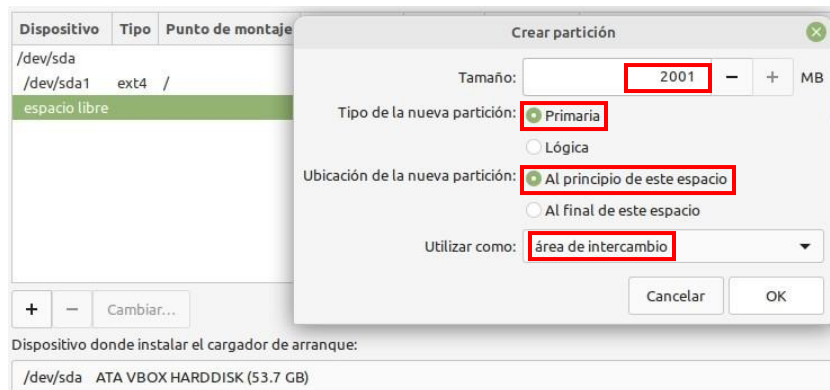 Dispositivo Tipo Punto de montaje
/dev/sda
/dev/sda1 ext4 /
espacio libre
Crear partición
Tamaño: 2001 − + MB
Tipo de la nueva partición: Primaria
Lógica
Ubicación de la nueva partición: Al principio de este espacio
Al final de este espacio
Utilizar como: área de intercambio
Cancelar OK
+ − Cambiar...
Dispositivo donde instalar el cargador de arranque:
/dev/sda ATA VBOX HARDDISK (53.7 GB)